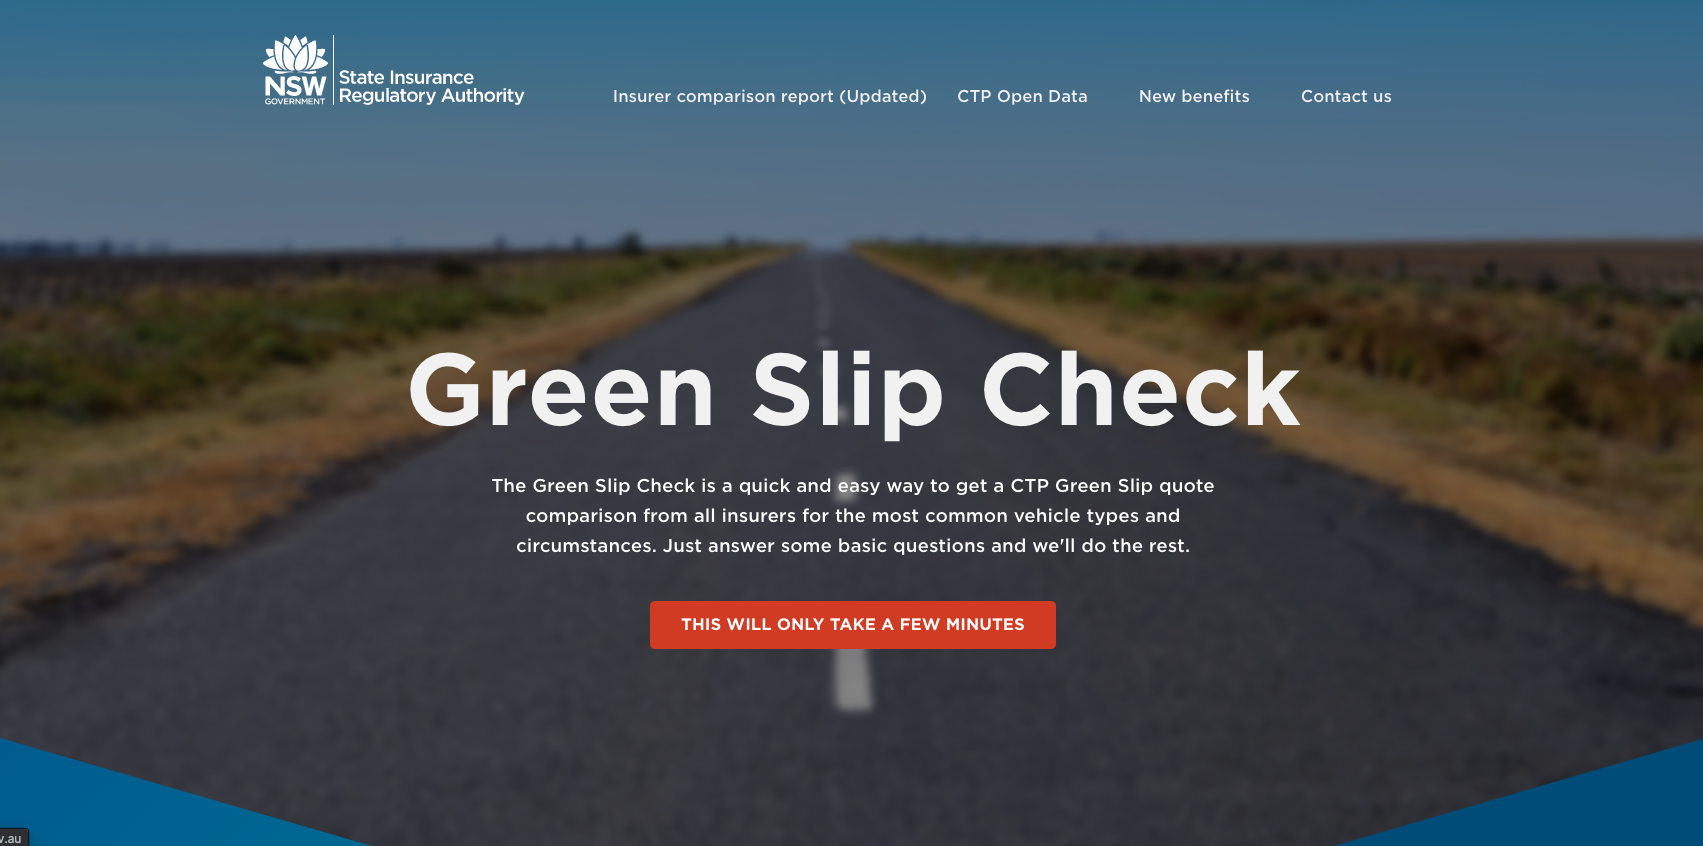 NSW
GOVERNMENT
State Insurance
Regulatory Authority
Insurer comparison report (Updated)
CTP Open Data
New benefits
Contact us
Green Slip Check
The Green Slip Check is a quick and easy way to get a CTP Green Slip quote
comparison from all insurers for the most common vehicle types and
circumstances. Just answer some basic questions and we'll do the rest.
THIS WILL ONLY TAKE A FEW MINUTES
v.au